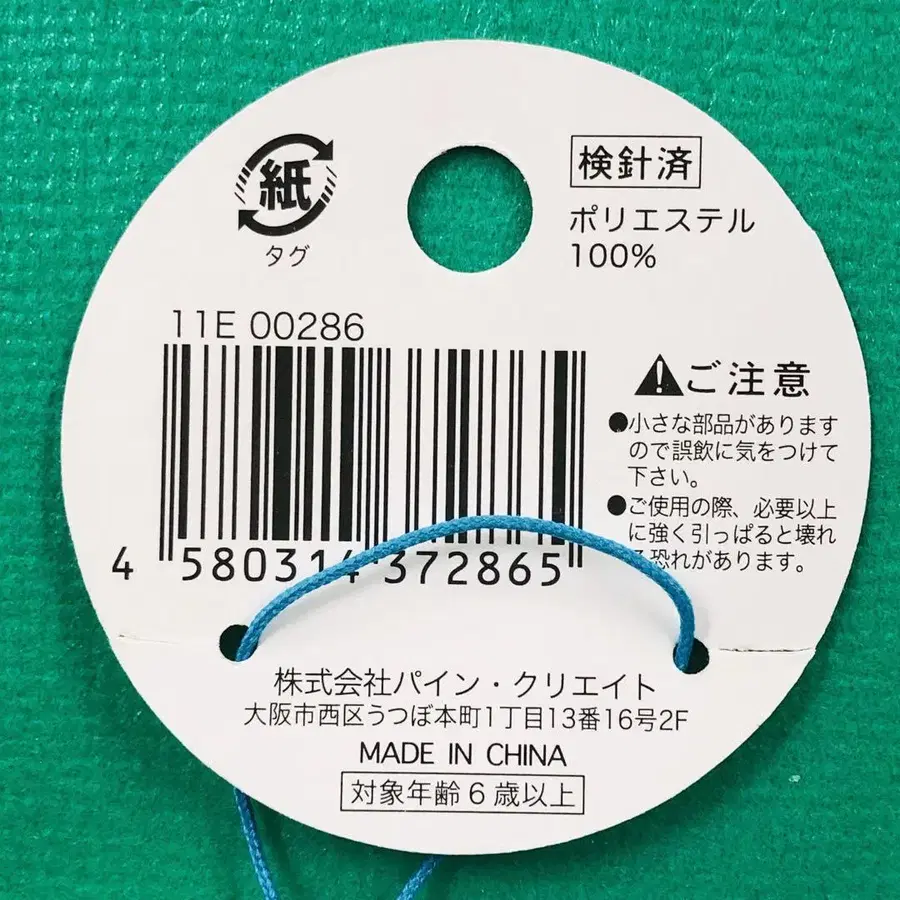 紙
タグ
検針済
ポリエステル
100%
11E 00286
4 580314 372865
ご注意
●小さな部品があります
ので誤飲に気をつけて
下さい。
●ご使用の際、必要以上
に強く引っぱると壊れ
る恐れがあります。
株式会社パイン・クリエイト
大阪市西区うつぼ本町1丁目13番16号2F
MADE IN CHINA
対象年齢6歳以上